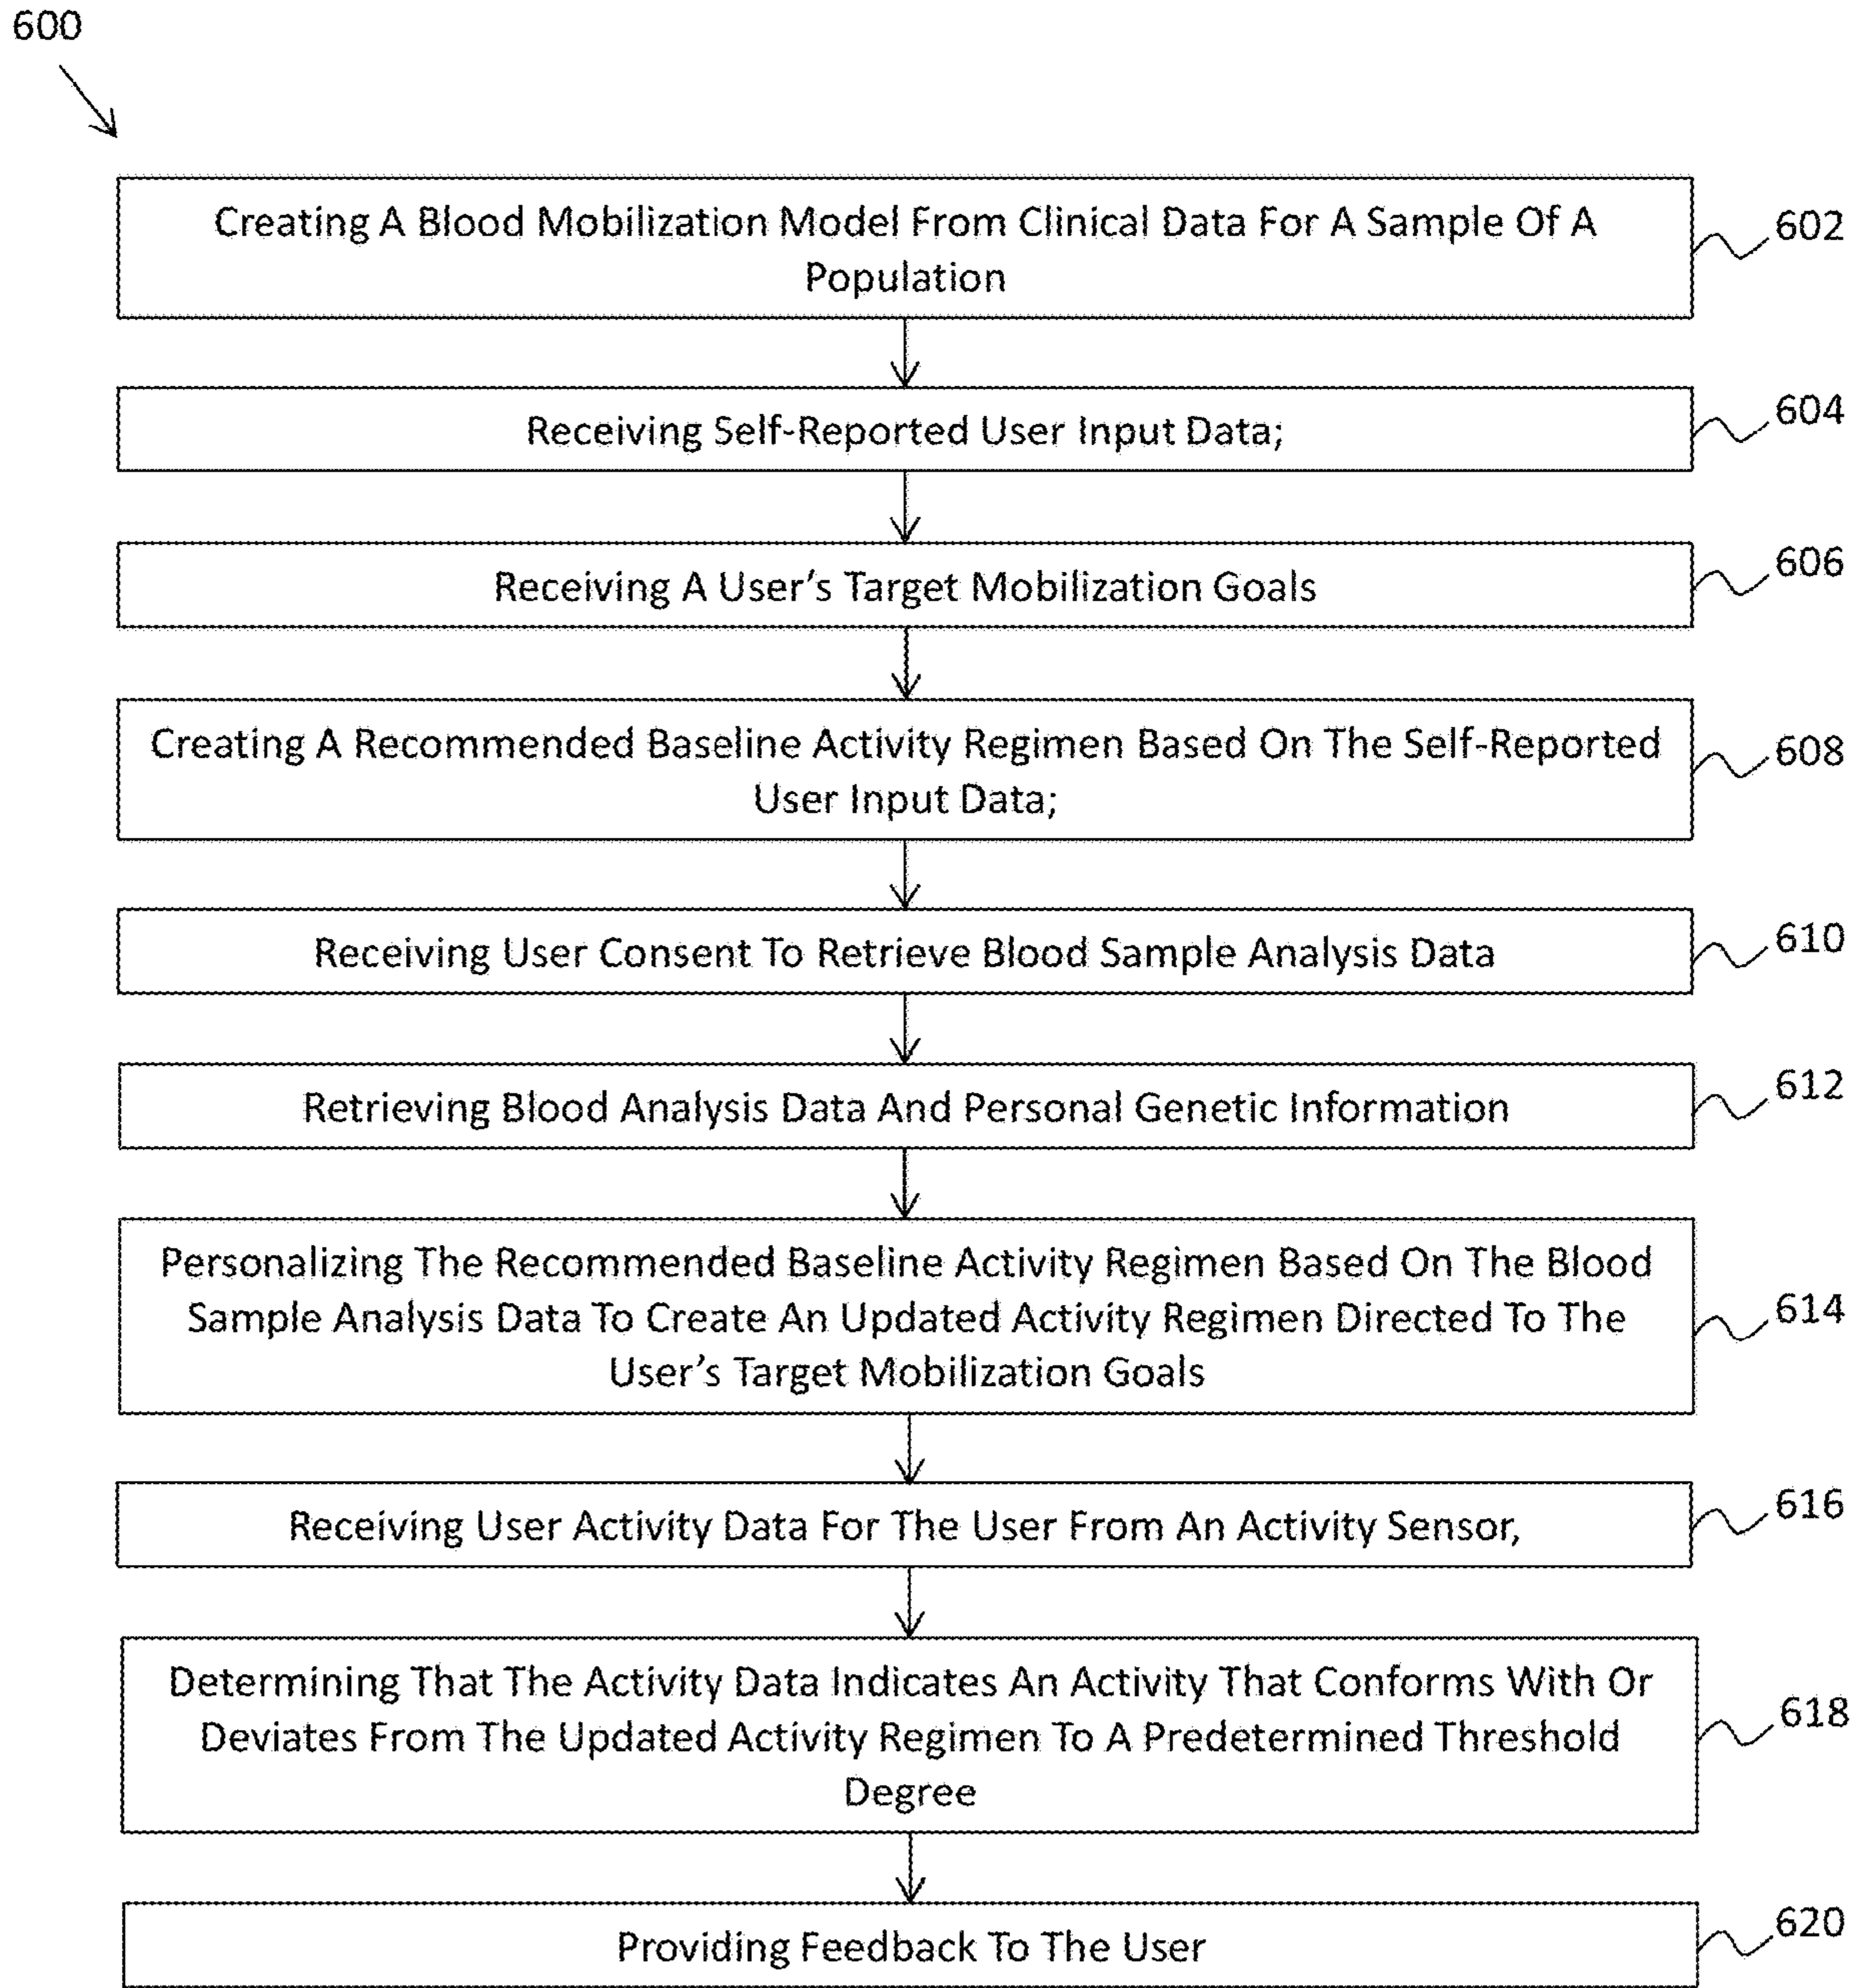 600
Creating A Blood Mobilization Model From Clinical Data For A Sample Of A
Population
602
Receiving Self-Reported User Input Data;
604
Receiving A User's Target Mobilization Goals
606
Creating A Recommended Baseline Activity Regimen Based On The Self-Reported
User Input Data;
608
Receiving User Consent To Retrieve Blood Sample Analysis Data
610
Retrieving Blood Analysis Data And Personal Genetic Information
612
Personalizing The Recommended Baseline Activity Regimen Based On The Blood
Sample Analysis Data To Create An Updated Activity Regimen Directed To The
User's Target Mobilization Goals
614
Receiving User Activity Data For The User From An Activity Sensor,
616
Determining That The Activity Data Indicates An Activity That Conforms With Or
Deviates From The Updated Activity Regimen To A Predetermined Threshold
Degree
618
Providing Feedback To The User
620